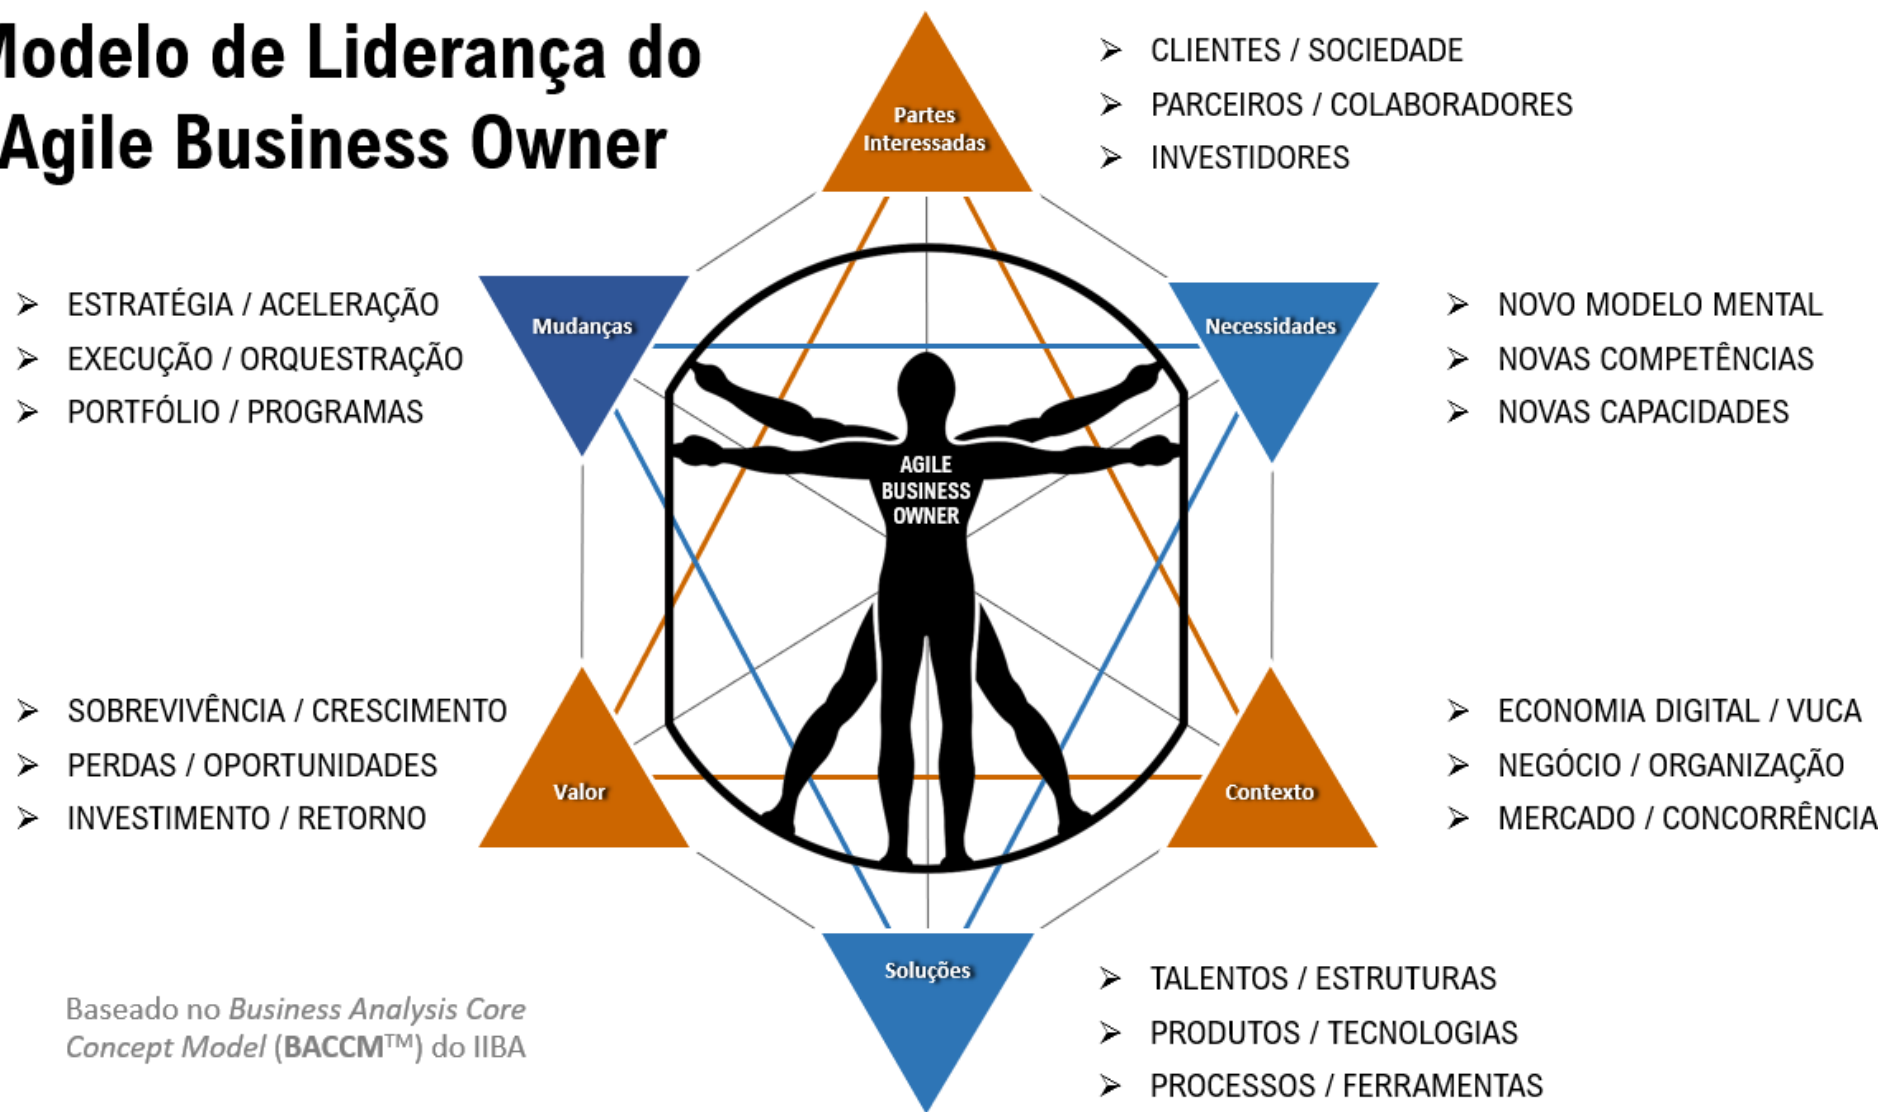 Modelo de Liderança do
Agile Business Owner
Partes
Interessadas
CLIENTES / SOCIEDADE
PARCEIROS / COLABORADORES
INVESTIDORES
ESTRATÉGIA / ACELERAÇÃO
EXECUÇÃO / ORQUESTRAÇÃO
PORTFÓLIO / PROGRAMAS
Mudanças
Necessidades
NOVO MODELO MENTAL
NOVAS COMPETÊNCIAS
NOVAS CAPACIDADES
AGILE
BUSINESS
OWNER
SOBREVIVÊNCIA / CRESCIMENTO
PERDAS / OPORTUNIDADES
INVESTIMENTO / RETORNO
Valor
Contexto
ECONOMIA DIGITAL / VUCA
NEGÓCIO / ORGANIZAÇÃO
MERCADO / CONCORRÊNCIA
Soluções
TALENTOS / ESTRUTURAS
PRODUTOS / TECNOLOGIAS
PROCESSOS / FERRAMENTAS
Baseado no Business Analysis Core
Concept Model (BACCM™) do IIBA